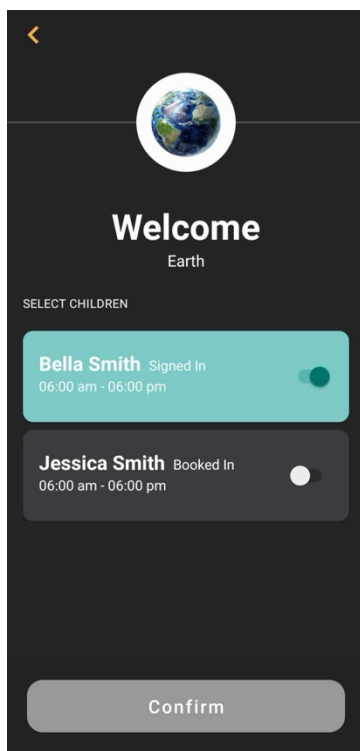 Welcome
Earth
SELECT CHILDREN
Bella Smith Signed In
06:00 am - 06:00 pm
Jessica Smith Booked In
06:00 am - 06:00 pm
Confirm